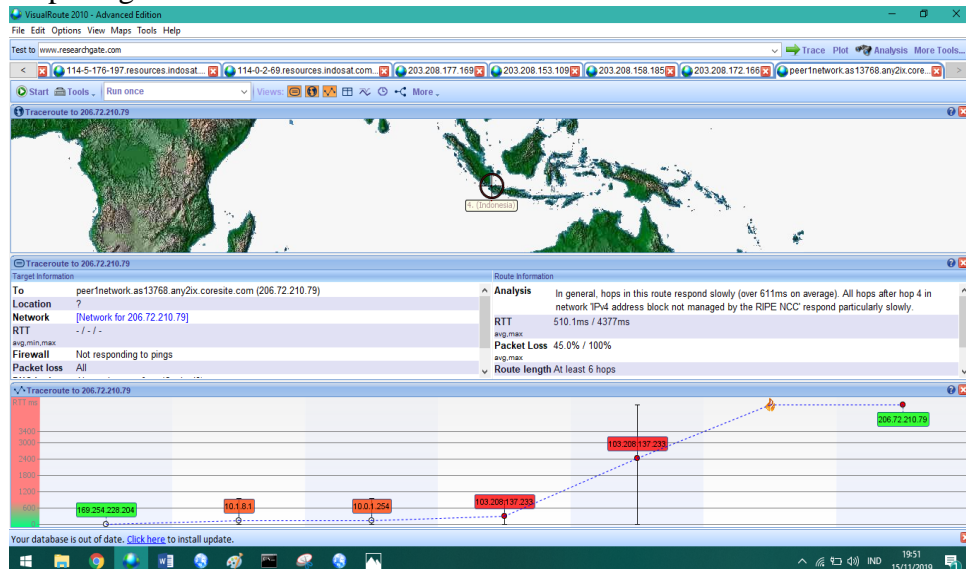 VisualRoute 2010 - Advanced Edition
File Edit Options View Maps Tools Help
Test to www.researchgate.com Trace Plot Analysis More Tools...
< 114-5-176-197.resources.indosat.... 114-0-2-69.resources.indosat.com... 203.208.177.169 203.208.153.109 203.208.158.185 203.208.172.166 peer1network.as13768.any2ix.core... >
Start Tools Run once Views: More
Traceroute to 206.72.210.79
4. (Indonesia)
Traceroute to 206.72.210.79
Target Information Route Information
To peer1network.as13768.any2ix.coresite.com (206.72.210.79)
Location ?
Network [Network for 206.72.210.79]
RTT - / - / -
avg,min,max
Firewall Not responding to pings
Packet loss All
Analysis In general, hops in this route respond slowly (over 611ms on average). All hops after hop 4 in
network 'IPv4 address block not managed by the RIPE NCC' respond particularly slowly.
RTT 510.1ms / 4377ms
avg,max
Packet Loss 45.0% / 100%
avg,max
Route length At least 6 hops
Traceroute to 206.72.210.79
RTT ms
3400
3000
2400
1800
1200
600
0
169.254.228.204
10.1.8.1
10.0.1.254
103.208.137.233
103.208.137.233
206.72.210.79
Your database is out of date. Click here to install update.
IND
19:51
15/11/2019